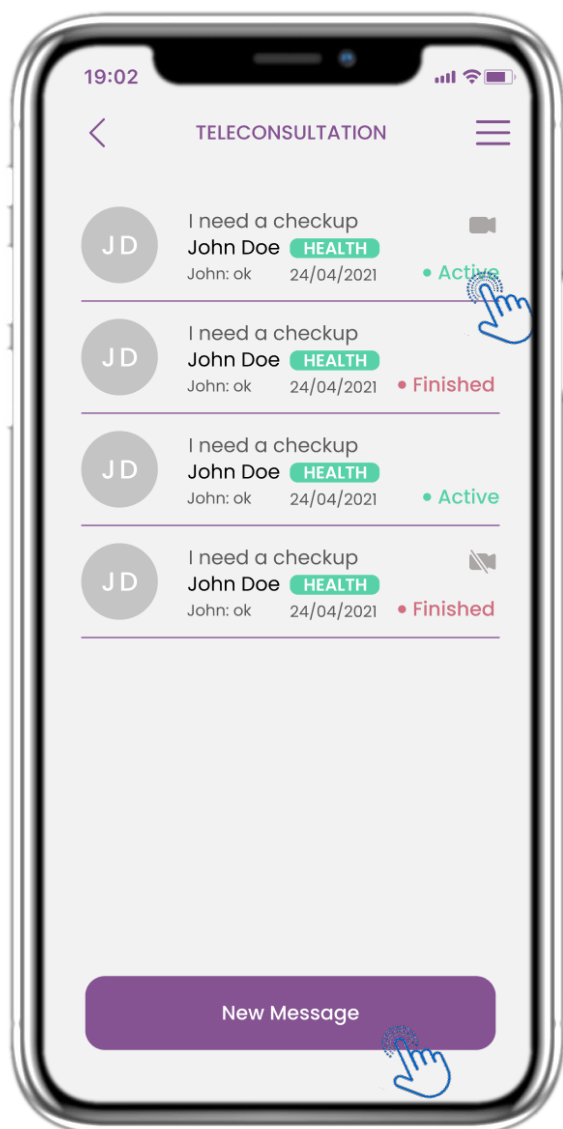 19:02
TELECONSULTATION
JD
I need a checkup
John Doe HEALTH
John: ok 24/04/2021 • Active
JD
I need a checkup
John Doe HEALTH
John: ok 24/04/2021 • Finished
JD
I need a checkup
John Doe HEALTH
John: ok 24/04/2021 • Active
JD
I need a checkup
John Doe HEALTH
John: ok 24/04/2021 • Finished
New Message